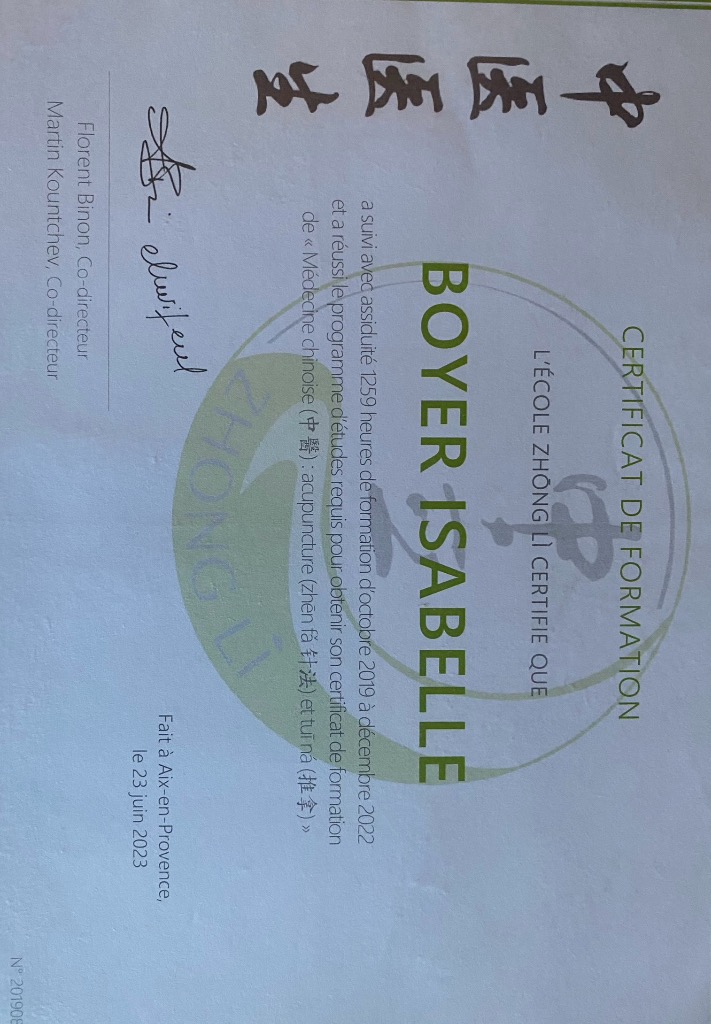 中医医生
CERTIFICAT DE FORMATION
L'ÉCOLE ZHŌNG LÌ CERTIFIE QUE
BOYER ISABELLE
a suivi avec assiduité 1259 heures de formation d'octobre 2019 à décembre 2022
et a réussi le programme d'études requis pour obtenir son certificat de formation
de « Médecine chinoise (中醫) : acupuncture (zhēn fǎ 针法) et tuī ná (推拿) »
ZHONG LÌ
Fait à Aix-en-Provence,
le 23 juin 2023
Florent Binon, Co-directeur
Martin Kountchev, Co-directeur
N°